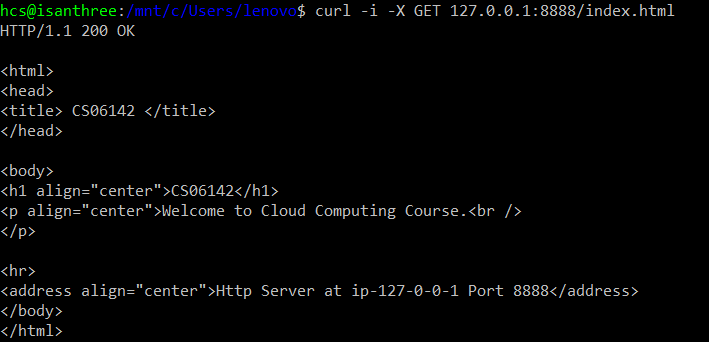 hcs@isanthree:/mnt/c/Users/lenovo$ curl -i -X GET 127.0.0.1:8888/index.html
HTTP/1.1 200 OK
<html>
<head>
<title> CS06142 </title>
</head>
<body>
<h1 align="center">CS06142</h1>
<p align="center">Welcome to Cloud Computing Course.<br />
</p>
<hr>
<address align="center">Http Server at ip-127-0-0-1 Port 8888</address>
</body>
</html>